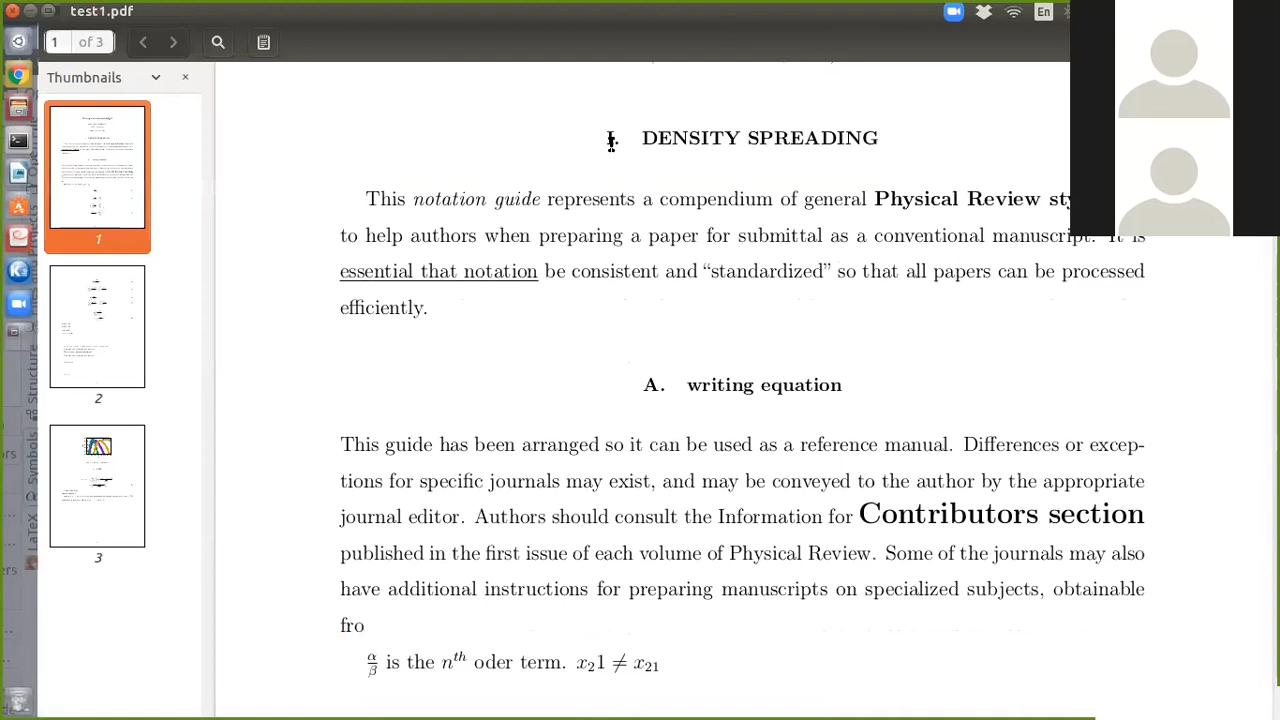 test1.pdf
En
1 of 3
Thumbnails
1
2
3
I. DENSITY SPREADING
This notation guide represents a compendium of general Physical Review
to help authors when preparing a paper for submittal as a conventional manuscript. It is
essential that notation be consistent and “standardized” so that all papers can be processed
efficiently.
A. writing equation
This guide has been arranged so it can be used as a reference manual. Differences or excep-
tions for specific journals may exist, and may be conveyed to the author by the appropriate
journal editor. Authors should consult the Information for Contributors section
published in the first issue of each volume of Physical Review. Some of the journals may also
have additional instructions for preparing manuscripts on specialized subjects, obtainable
fro
α/β is the n^th oder term. x₂1 ≠ x₂₁